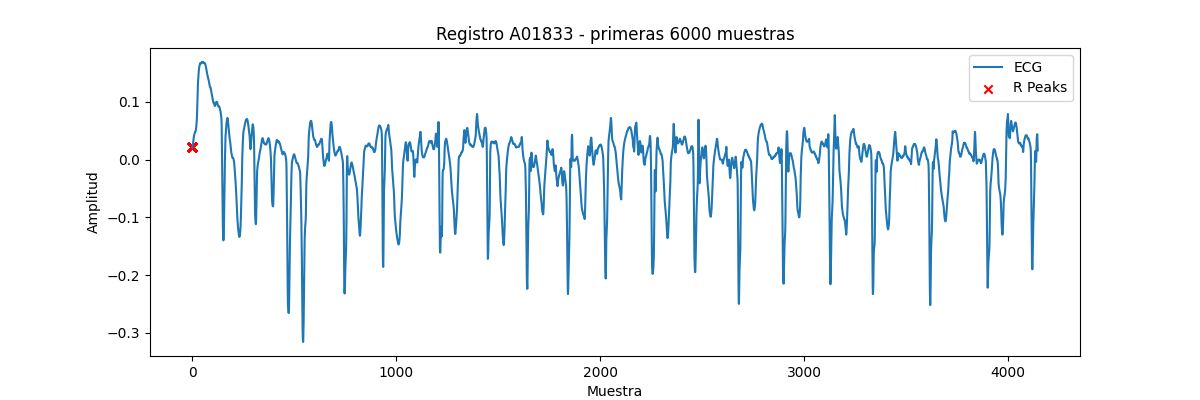 Registro A01833 - primeras 6000 muestras
ECG
R Peaks
Amplitud
0.1
0.0
−0.1
−0.2
−0.3
0
1000
2000
3000
4000
Muestra